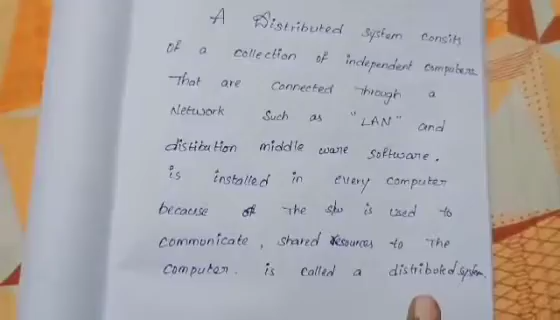 A Distributed system consits
of a collection of independent computers
That are connected Through a
Network such as "LAN" and
distibution middle ware software.
is installed in every computer
because of The s/w is used to
communicate, shared resources to The
computer. is called a distributed system.